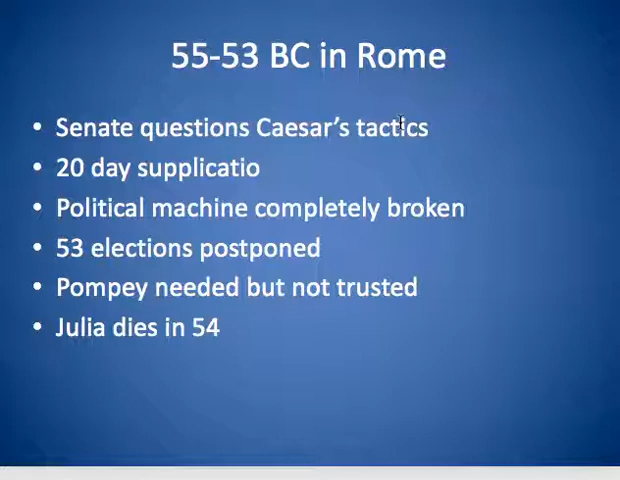 55-53 BC in Rome
• Senate questions Caesar's tactics
• 20 day supplicatio
• Political machine completely broken
• 53 elections postponed
• Pompey needed but not trusted
• Julia dies in 54